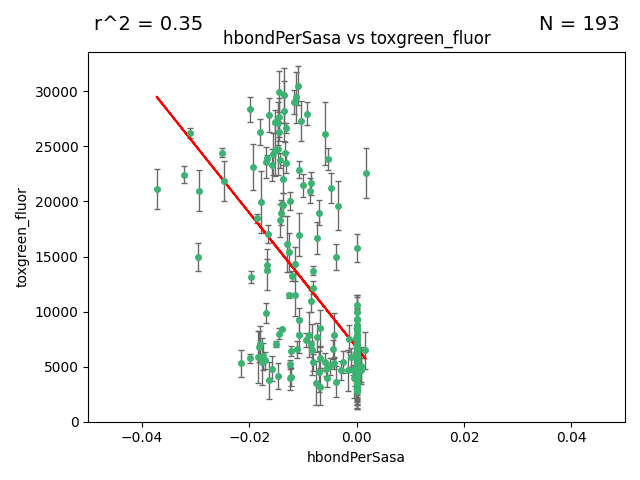 r^2 = 0.35
N = 193
hbondPerSasa vs toxgreen_fluor
30000
25000
20000
15000
10000
5000
0
toxgreen_fluor
−0.04
−0.02
0.00
0.02
0.04
hbondPerSasa